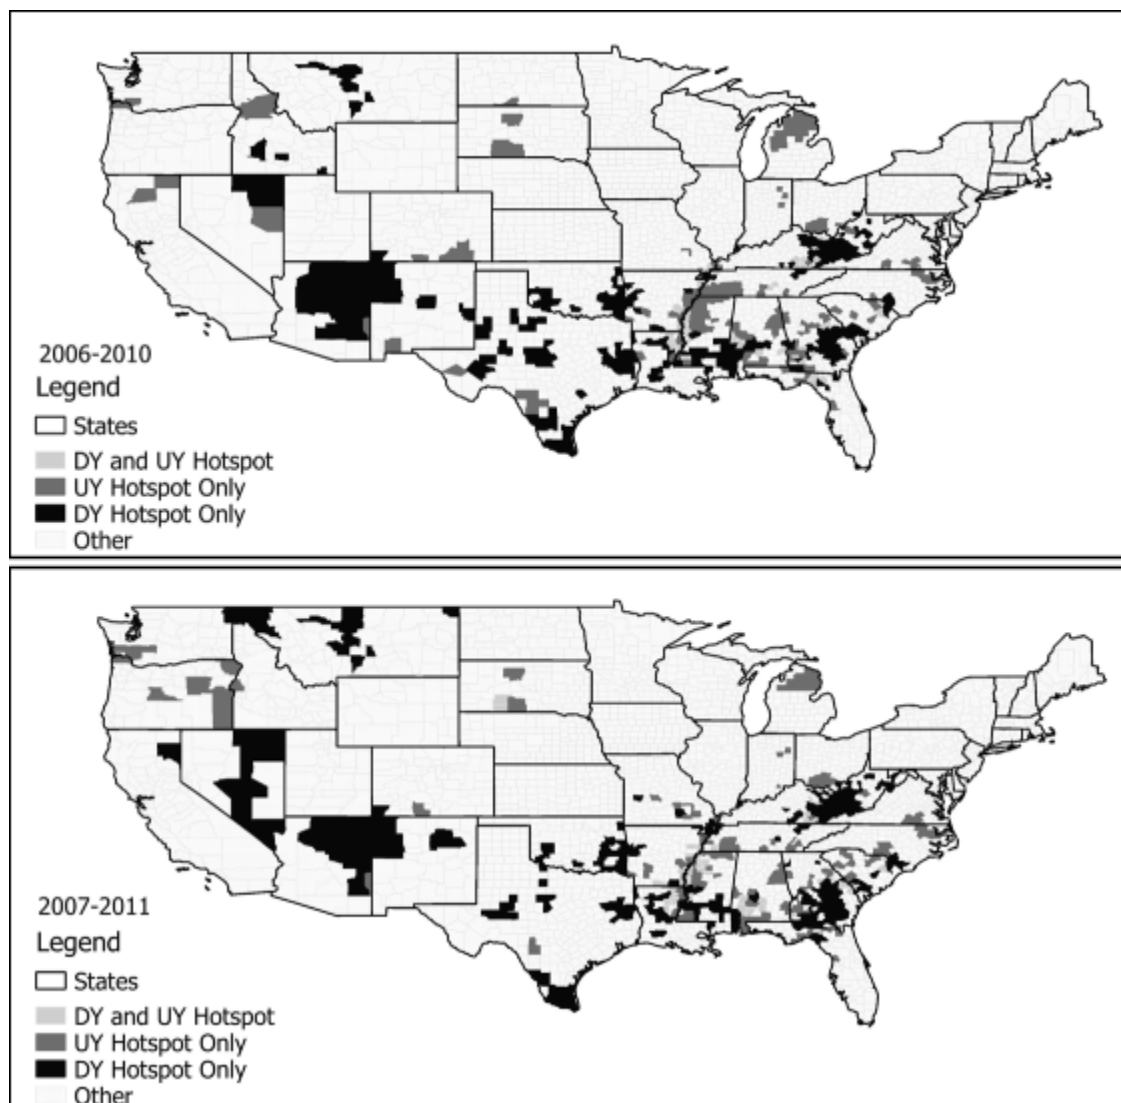 2006-2010
Legend
States
DY and UY Hotspot
UY Hotspot Only
DY Hotspot Only
Other
2007-2011
Legend
States
DY and UY Hotspot
UY Hotspot Only
DY Hotspot Only
Other